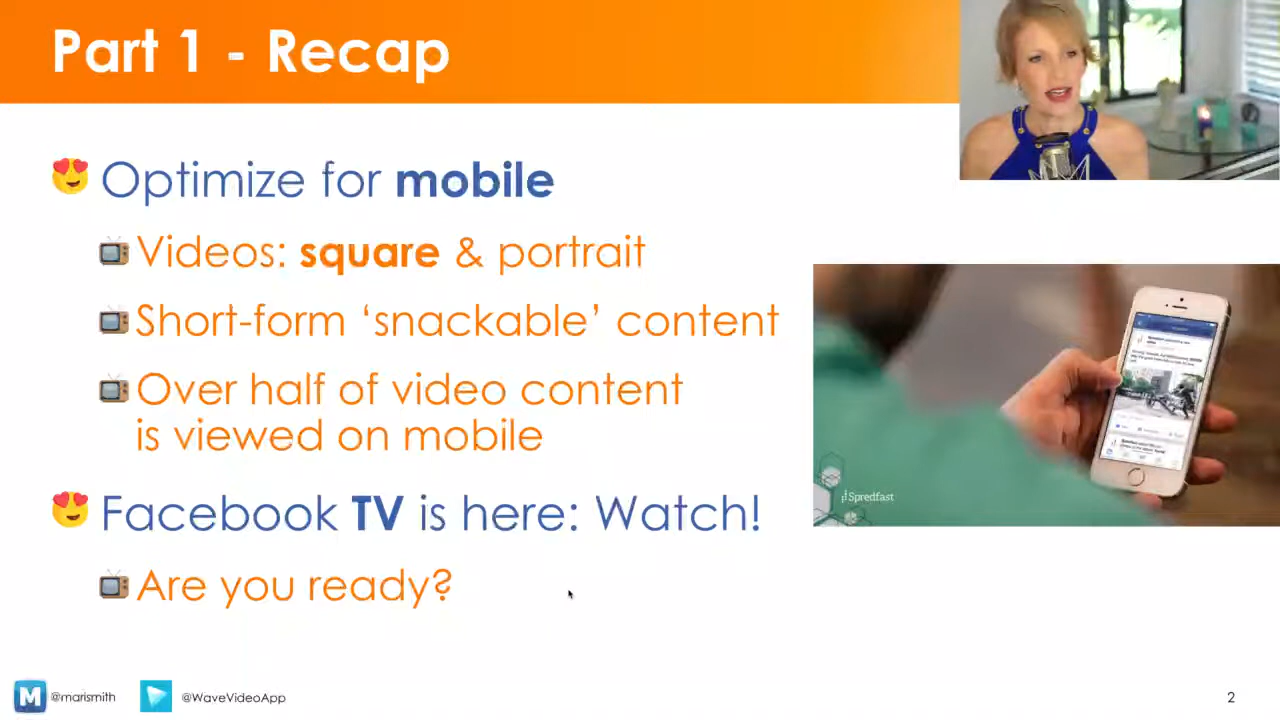 Part 1 - Recap
Optimize for mobile
Videos: square & portrait
Short-form ‘snackable’ content
Over half of video content
is viewed on mobile
Facebook TV is here: Watch!
Are you ready?
Spredfast
M
@marismith
@WaveVideoApp
2